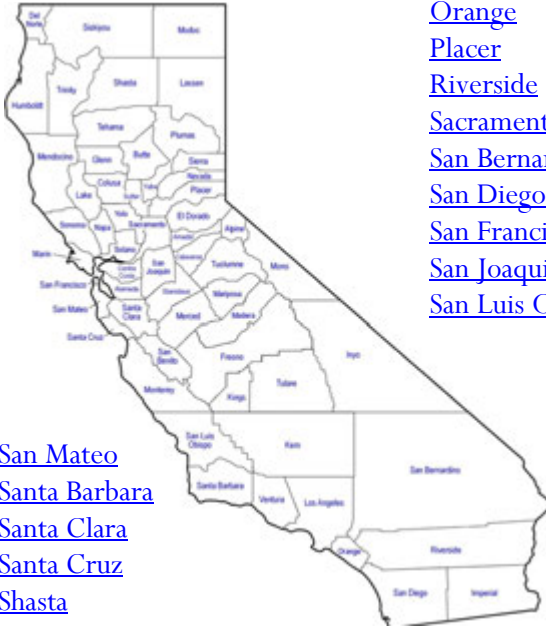 Orange
Placer
Riverside
Sacrament
San Berna
San Diego
San Franci
San Joaqui
San Luis O
Del
Norte
Siskiyou
Modoc
Trinity
Shasta
Lassen
Humboldt
Tehama
Plumas
Mendocino
Glenn
Butte
Sierra
Nevada
Placer
Colusa
Lake
Yuba
Sutter
Yolo
El Dorado
Sonoma
Napa
Sacramento
Alpine
Amador
Solano
Marin
Calaveras
Contra
Costa
San
Joaquin
Tuolumne
Mono
San Francisco
Alameda
Stanislaus
Mariposa
San Mateo
Santa
Clara
Merced
Madera
Santa Cruz
San
Benito
Fresno
Inyo
Monterey
Kings
Tulare
San Luis
Obispo
Kern
San Bernardino
Santa Barbara
Ventura
Los Angeles
Orange
Riverside
San Diego
Imperial
San Mateo
Santa Barbara
Santa Clara
Santa Cruz
Shasta